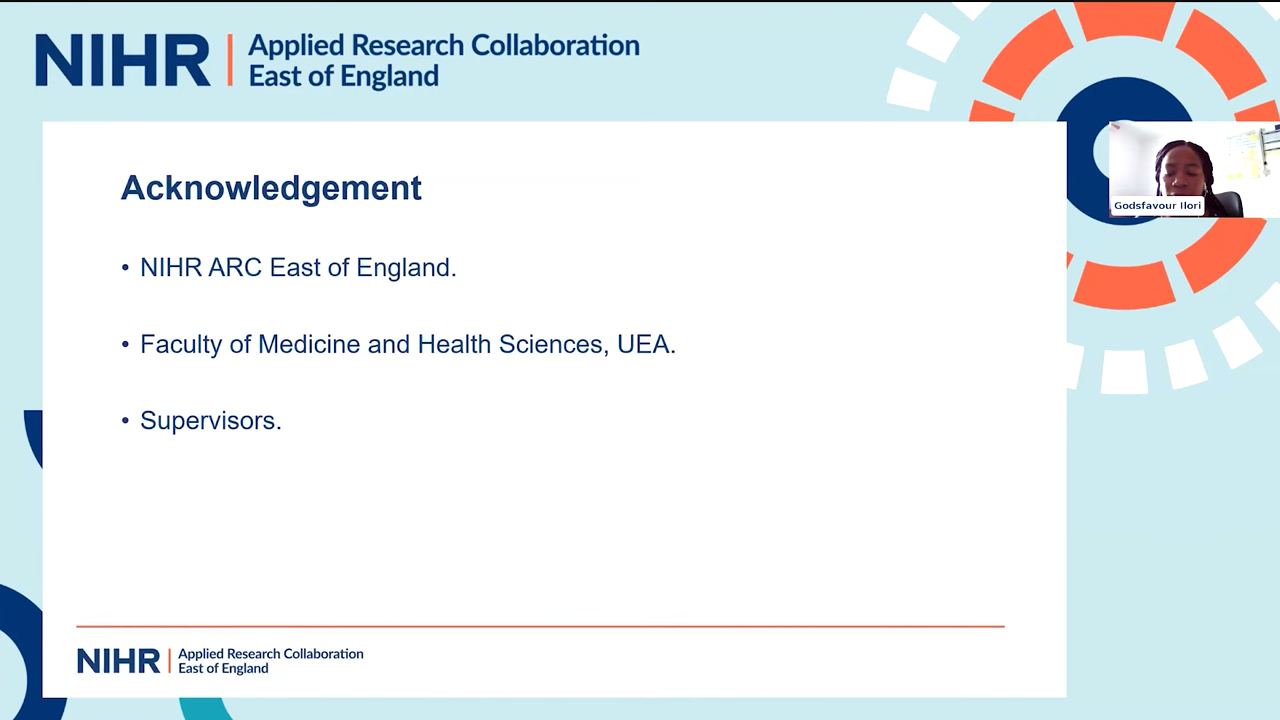 NIHR | Applied Research Collaboration
East of England
Godsfavour Ilori
Acknowledgement
• NIHR ARC East of England.
• Faculty of Medicine and Health Sciences, UEA.
• Supervisors.
NIHR | Applied Research Collaboration
East of England